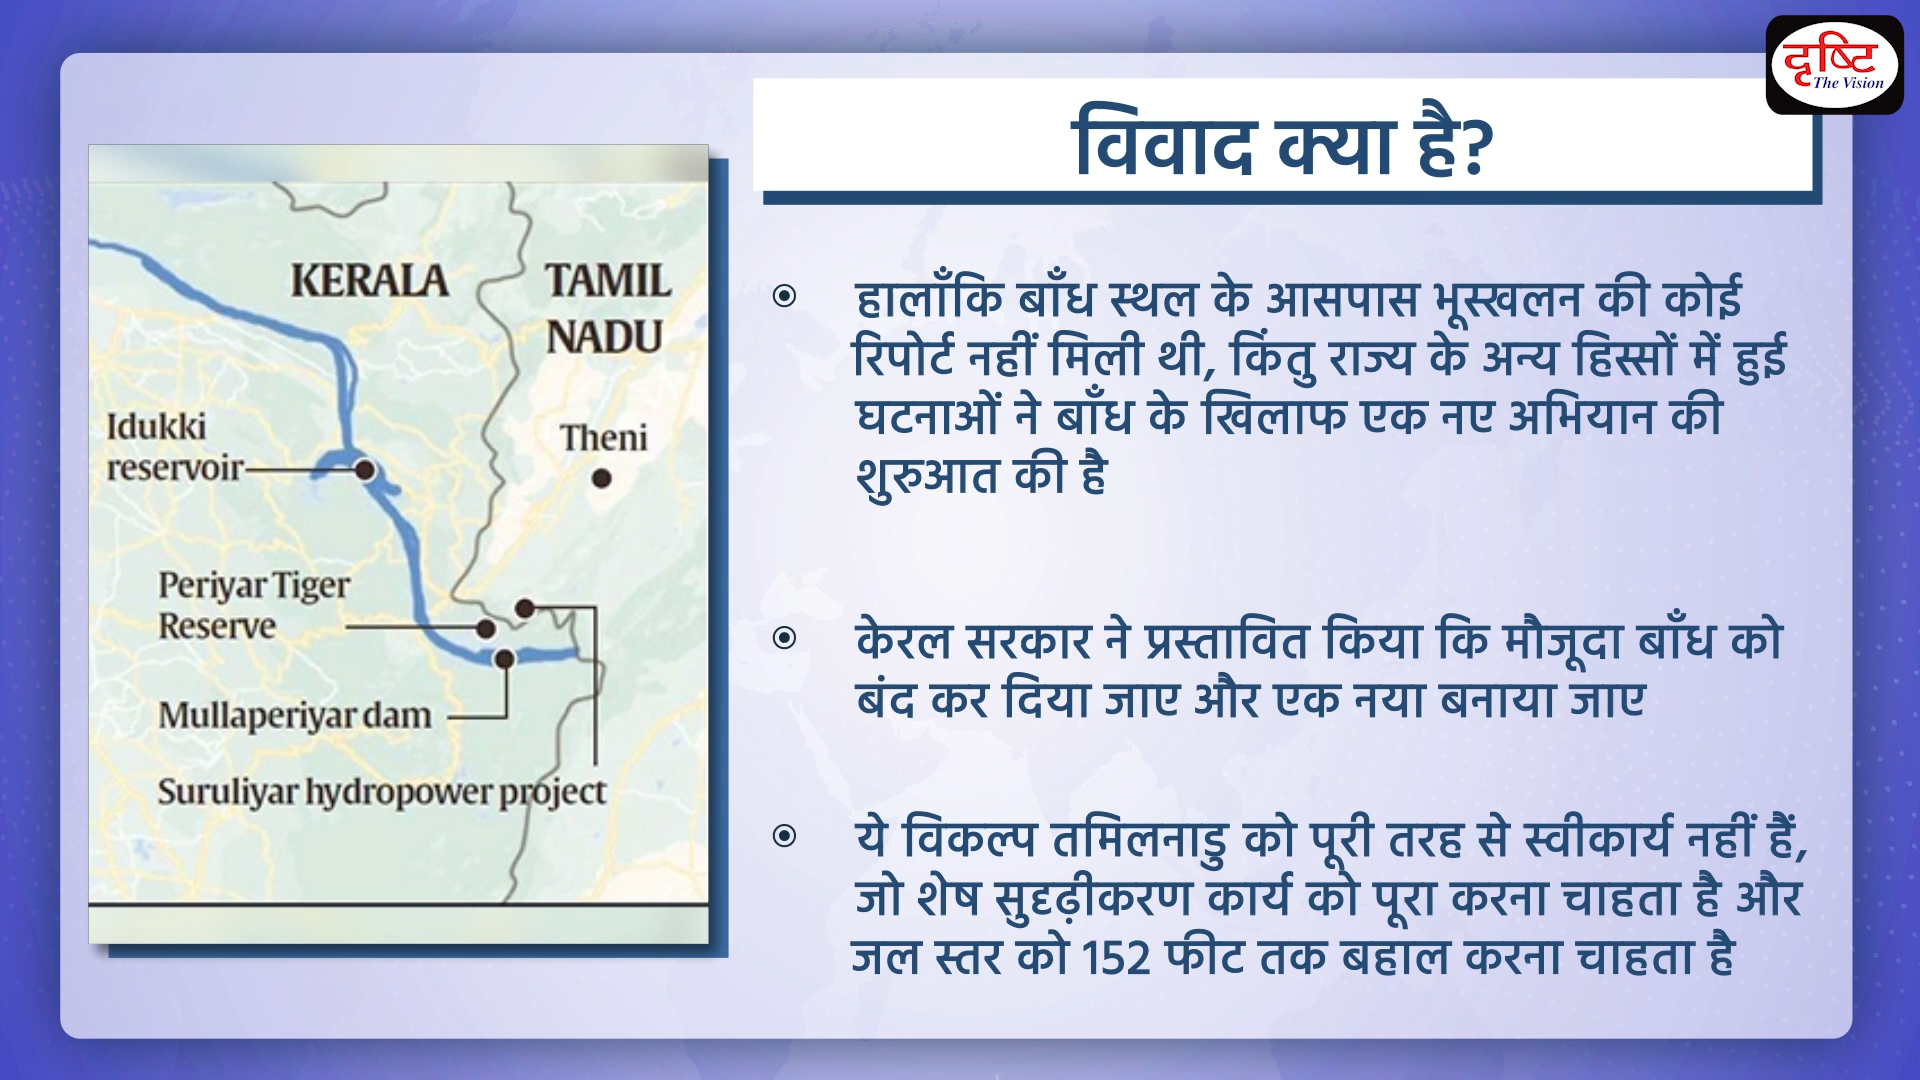 दृष्टि
The Vision
विवाद क्या है?
KERALA
TAMIL
NADU
Idukki
reservoir
Theni
Periyar Tiger
Reserve
Mullaperiyar dam
Suruliyar hydropower project
हालाँकि बाँध स्थल के आसपास भूस्खलन की कोई
रिपोर्ट नहीं मिली थी, किंतु राज्य के अन्य हिस्सों में हुई
घटनाओं ने बाँध के खिलाफ एक नए अभियान की
शुरुआत की है
केरल सरकार ने प्रस्तावित किया कि मौजूदा बाँध को
बंद कर दिया जाए और एक नया बनाया जाए
ये विकल्प तमिलनाडु को पूरी तरह से स्वीकार्य नहीं हैं,
जो शेष सुदृढ़ीकरण कार्य को पूरा करना चाहता है और
जल स्तर को 152 फीट तक बहाल करना चाहता है